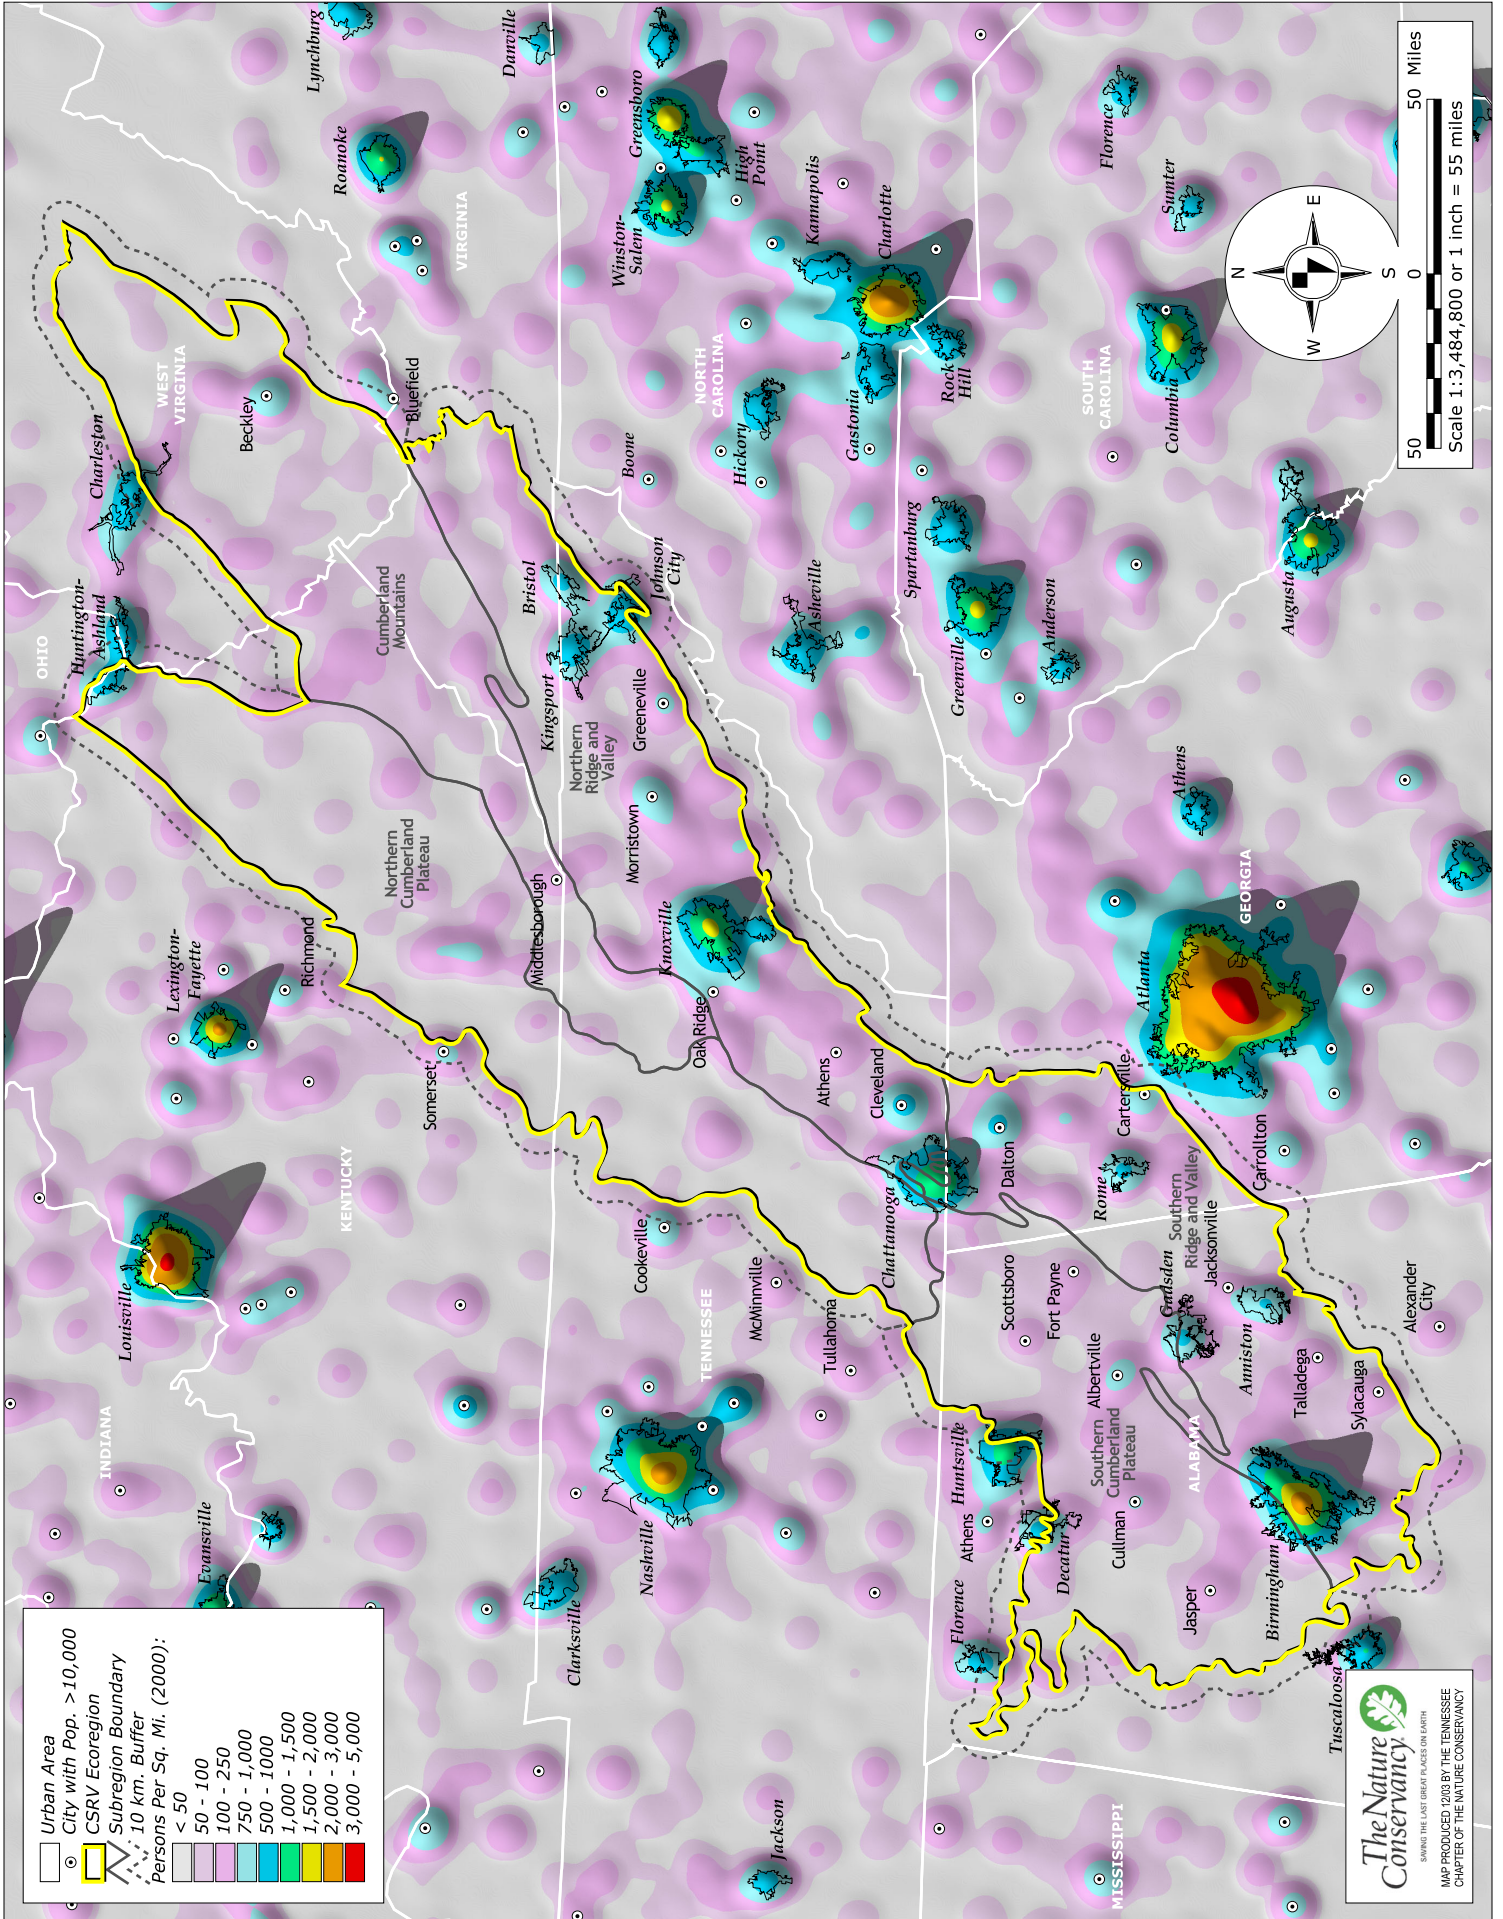 Urban Area
City with Pop. >10,000
CSRV Ecoregion
Subregion Boundary
10 km. Buffer
Persons Per Sq. Mi. (2000):
< 50
50 - 100
100 - 250
750 - 1,000
500 - 1000
1,000 - 1,500
1,500 - 2,000
2,000 - 3,000
3,000 - 5,000
INDIANA
OHIO
WEST
VIRGINIA
VIRGINIA
KENTUCKY
TENNESSEE
NORTH
CAROLINA
SOUTH
CAROLINA
GEORGIA
ALABAMA
MISSISSIPPI
Evansville
Louisville
Lexington-
Fayette
Richmond
Huntington-
Ashland
Charleston
Beckley
Bluefield
Lynchburg
Roanoke
Danville
Somerset
Middlesborough
Cumberland
Mountains
Northern
Cumberland
Plateau
Northern
Ridge and
Valley
Bristol
Kingsport
Johnson
City
Greeneville
Morristown
Knoxville
Oak Ridge
Boone
Hickory
Winston-
Salem
Greensboro
High
Point
Kannapolis
Charlotte
Gastonia
Rock
Hill
Asheville
Spartanburg
Greenville
Anderson
Clarksville
Nashville
Cookeville
McMinnville
Tullahoma
Athens
Cleveland
Chattanooga
Dalton
Jackson
Florence
Athens
Huntsville
Decatur
Scottsboro
Fort Payne
Albertville
Cullman
Southern
Cumberland
Plateau
Southern
Ridge and Valley
Rome
Cartersville
Atlanta
Athens
Carrollton
Jacksonville
Gadsden
Anniston
Talladega
Sylacauga
Alexander
City
Jasper
Birmingham
Tuscaloosa
Augusta
Columbia
Sumter
Florence
N
E
S
W
50
0
50
Miles
Scale 1:3,484,800 or 1 inch = 55 miles
The Nature
Conservancy
SAVING THE LAST GREAT PLACES ON EARTH
MAP PRODUCED 12/03 BY THE TENNESSEE
CHAPTER OF THE NATURE CONSERVANCY